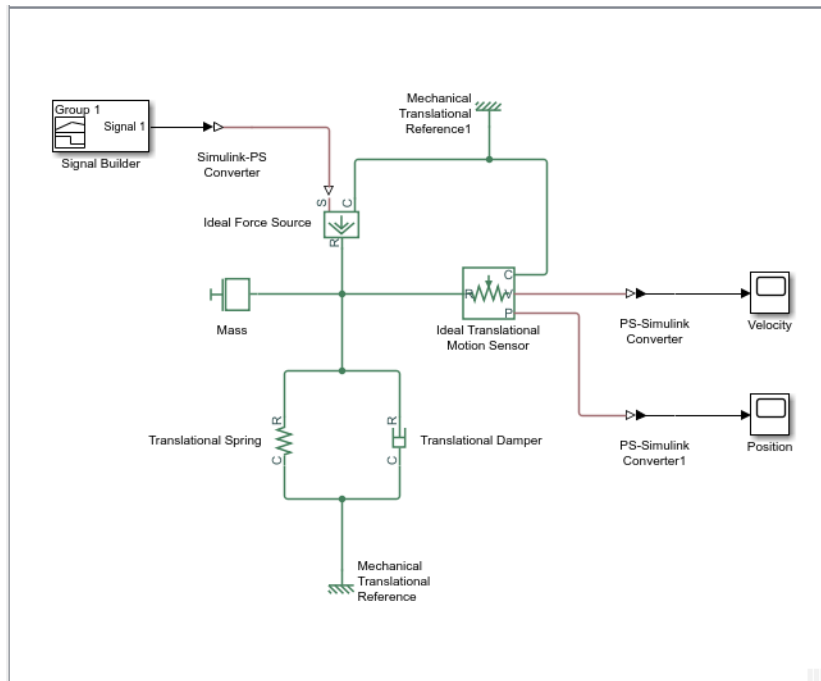 Group 1
Signal 1
Signal Builder
Simulink-PS
Converter
Mechanical
Translational
Reference1
S
C
Ideal Force Source
R
Mass
R
C
V
P
Ideal Translational
Motion Sensor
PS-Simulink
Converter
Velocity
Translational Spring
R
C
R
C
Translational Damper
PS-Simulink
Converter1
Position
Mechanical
Translational
Reference